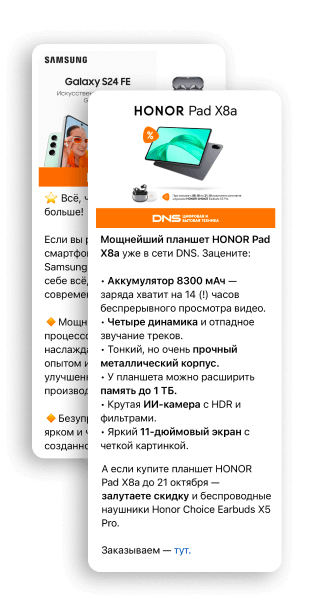 SAMSUNG
Galaxy S24 FE
Искусствен
⭐ Всё, ч
больше!
Если вы р
смартфо
Samsung
себе всё,
современ
🔸Мощн
процессо
наслажда
опытом и
улучшенн
производ
🔸Безупр
ярком и ч
созданно
HONOR Pad X8a
%
DNS ЦИФРОВАЯ И
БЫТОВАЯ ТЕХНИКА
Мощнейший планшет HONOR Pad
X8a уже в сети DNS. Зацените:
• Аккумулятор 8300 мАч —
заряда хватит на 14 (!) часов
беспрерывного просмотра видео.
• Четыре динамика и отпадное
звучание треков.
• Тонкий, но очень прочный
металлический корпус.
• У планшета можно расширить
память до 1 ТБ.
• Крутая ИИ-камера с HDR и
фильтрами.
• Яркий 11-дюймовый экран с
четкой картинкой.
А если купите планшет HONOR
Pad X8a до 21 октября —
залутаете скидку и беспроводные
наушники Honor Choice Earbuds X5
Pro.
Заказываем — тут.